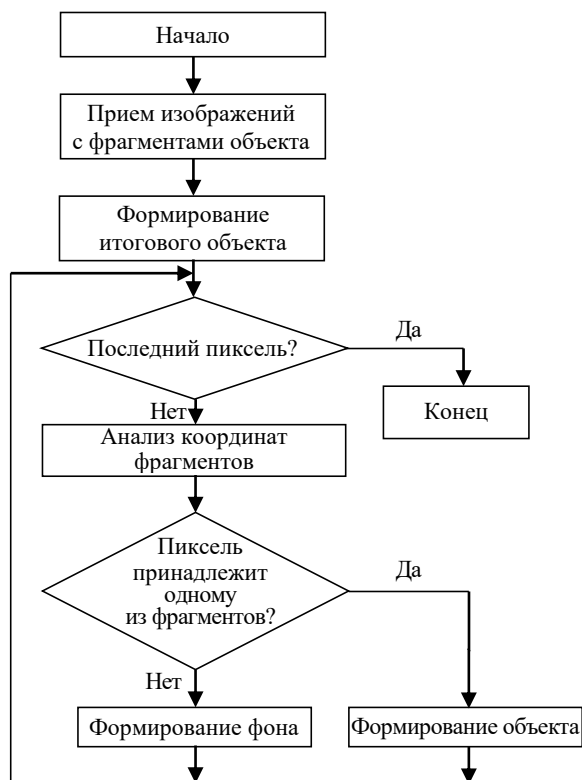 Начало
Прием изображений
с фрагментами объекта
Формирование
итогового объекта
Последний пиксель?
Да
Нет
Конец
Анализ координат
фрагментов
Пиксель
принадлежит
одному
из фрагментов?
Да
Нет
Формирование фона
Формирование объекта